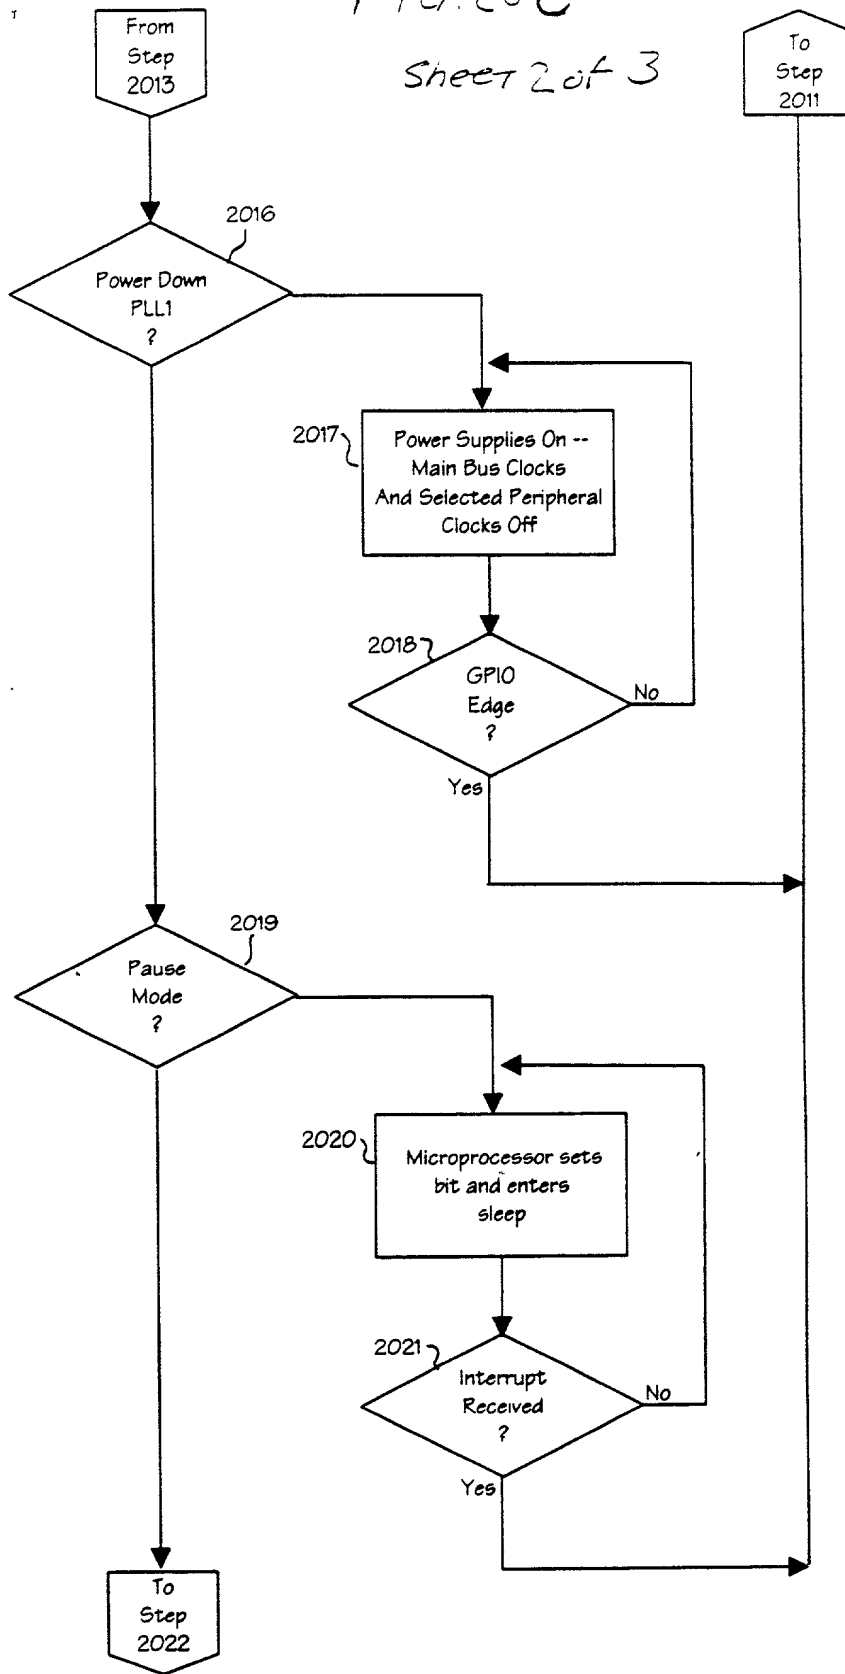 Sheet 2 of 3
From
Step
2013
To
Step
2011
2016
Power Down
PLL1
?
2017
Power Supplies On --
Main Bus Clocks
And Selected Peripheral
Clocks Off
2018
GPIO
Edge
?
No
Yes
2019
Pause
Mode
?
2020
Microprocessor sets
bit and enters
sleep
2021
Interrupt
Received
?
No
Yes
To
Step
2022